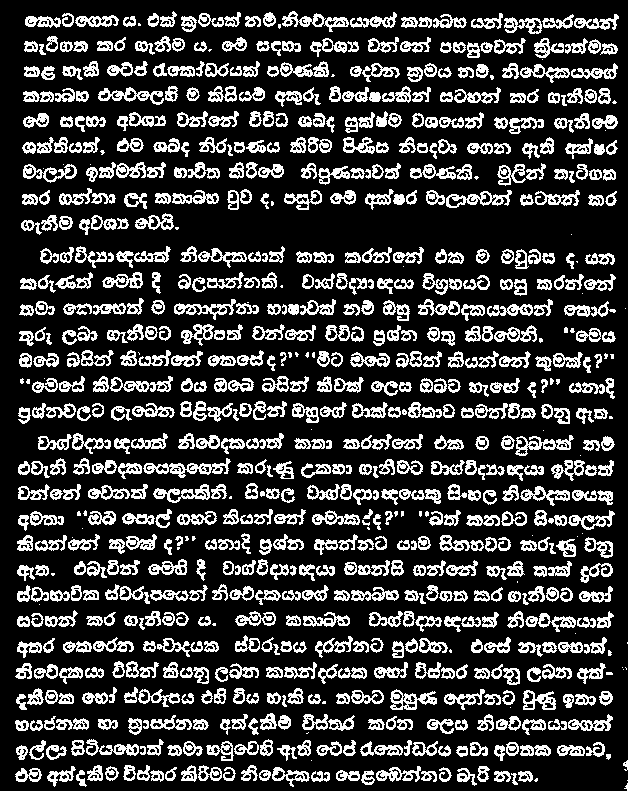 කොටගෙන ය. එක් ක්‍රමයක් නම්, නිවේදකයාගේ කතාබහ යන්ත්‍රානුසාරයෙන්
තැටිගත කර ගැනීම ය. මේ සඳහා අවශ්‍ය වන්නේ පහසුවෙන් ක්‍රියාත්මක
කළ හැකි ටේප් රැකෝඩරයක් පමණකි. දෙවන ක්‍රමය නම්, නිවේදකයාගේ
කතාබහ එවේලෙහි ම කිසියම් අකුරු විශේෂයකින් සටහන් කර ගැනීමයි.
මේ සඳහා අවශ්‍ය වන්නේ විවිධ ශබ්ද සූක්ෂ්ම වශයෙන් හඳුනා ගැනීමේ
ශක්තියත්, එම ශබ්ද නිරූපණය කිරීම පිණිස නිපදවා ගෙන ඇති අක්ෂර
මාලාව ඉක්මනින් භාවිත කිරීමේ නිපුණතාවත් පමණකි. මුලින් තැටිගත
කර ගන්නා ලද කතාබහ වුව ද, පසුව මේ අක්ෂර මාලාවෙන් සටහන් කර
ගැනීම අවශ්‍ය වෙයි.
වාග්විද්‍යාඥයාත් නිවේදකයාත් කතා කරන්නේ එක ම මවුබස ද යන
කරුණත් මෙහි දී බලපාන්නකි. වාග්විද්‍යාඥයා විග්‍රහයට හසු කරන්නේ
තමා කොහෙත් ම නොදන්නා භාෂාවක් නම් ඔහු නිවේදකයාගෙන් තොර-
තුරු ලබා ගැනීමට ඉදිරිපත් වන්නේ විවිධ ප්‍රශ්න මතු කිරීමෙනි. “මෙය
ඔබේ බසින් කියන්නේ කෙසේ ද?” “මීට ඔබේ බසින් කියන්නේ කුමක්ද?”
“මෙසේ කිවහොත් එය ඔබේ බසින් කීවක් ලෙස ඔබට හැඟේ ද?” යනාදි
ප්‍රශ්නවලට ලැබෙන පිළිතුරුවලින් ඔහුගේ වාක්සංහිතාව සමන්විත වනු ඇත.
වාග්විද්‍යාඥයාත් නිවේදකයාත් කතා කරන්නේ එක ම මවුබසක් නම්
එවැනි නිවේදකයෙකුගෙන් කරුණු උකහා ගැනීමට වාග්විද්‍යාඥයා ඉදිරිපත්
වන්නේ වෙනත් ලෙසකිනි. සිංහල වාග්විද්‍යාඥයෙකු සිංහල නිවේදකයෙකු
අමතා “ඔබ පොල් ගහට කියන්නේ මොකද්ද?” “බත් කනවට සිංහලෙන්
කියන්නේ කුමක් ද?” යනාදි ප්‍රශ්න අසන්නට යාම සිනහවට කරුණු වනු
ඇත. එබැවින් මෙහි දී වාග්විද්‍යාඥයා මහන්සි ගන්නේ හැකි තාක් දුරට
ස්වාභාවික ස්වරූපයෙන් නිවේදකයාගේ කතාබහ තැටිගත කර ගැනීමට හෝ
සටහන් කර ගැනීමට ය. මෙම කතාබහ වාග්විද්‍යාඥයාත් නිවේදකයාත්
අතර කෙරෙන සංවාදයක ස්වරූපය දරන්නට පුළුවන. එසේ නැතහොත්,
නිවේදකයා විසින් කියනු ලබන කතන්දරයක හෝ විස්තර කරනු ලබන අත්-
දැකීමක හෝ ස්වරූපය එහි විය හැකි ය. තමාට මුහුණ දෙන්නට වුණු ඉතා ම
භයජනක හා ත්‍රාසජනක අත්දැකීම් විස්තර කරන ලෙස නිවේදකයාගෙන්
ඉල්ලා සිටියහොත් තමා හමුවෙහි ඇති ටේප් රැකෝඩරය පවා අමතක කොට,
එම අත්දැකීම් විස්තර කිරීමට නිවේදකයා පෙළඹෙන්නට බැරි නැත.